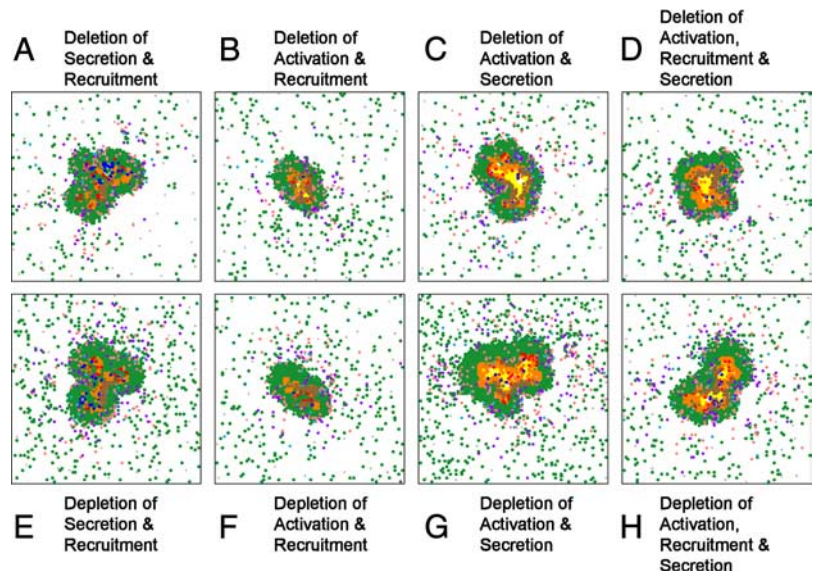 A
Deletion of
Secretion &
Recruitment
B
Deletion of
Activation &
Recruitment
C
Deletion of
Activation &
Secretion
D
Deletion of
Activation,
Recruitment &
Secretion
E
Depletion of
Secretion &
Recruitment
F
Depletion of
Activation &
Recruitment
G
Depletion of
Activation &
Secretion
H
Depletion of
Activation,
Recruitment &
Secretion